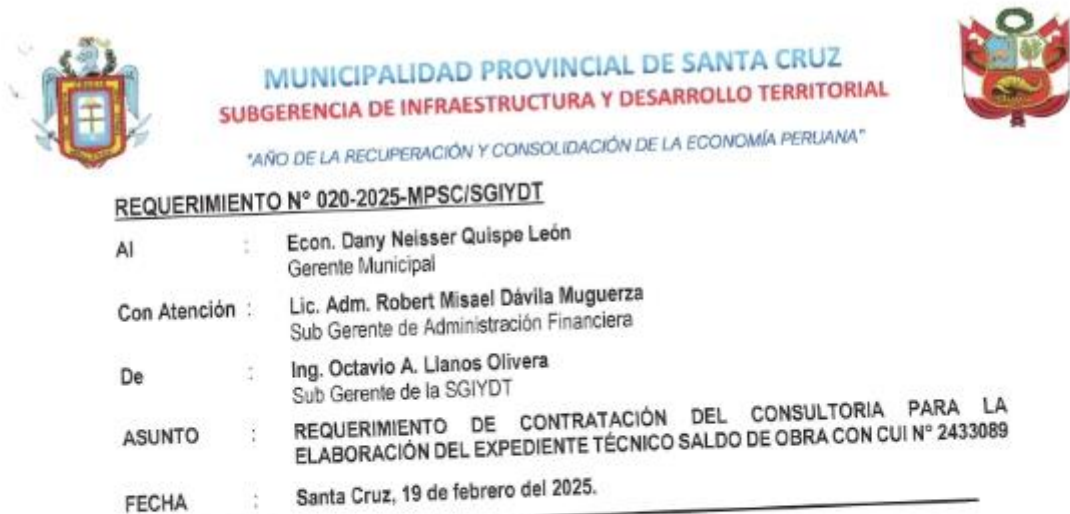 MUNICIPALIDAD PROVINCIAL DE SANTA CRUZ
SUBGERENCIA DE INFRAESTRUCTURA Y DESARROLLO TERRITORIAL
"AÑO DE LA RECUPERACIÓN Y CONSOLIDACIÓN DE LA ECONOMÍA PERUANA"
REQUERIMIENTO N° 020-2025-MPSC/SGIYDT
Al : Econ. Dany Neisser Quispe León
Gerente Municipal
Con Atención : Lic. Adm. Robert Misael Dávila Muguerza
Sub Gerente de Administración Financiera
De : Ing. Octavio A. Llanos Olivera
Sub Gerente de la SGIYDT
ASUNTO : REQUERIMIENTO DE CONTRATACIÓN DEL CONSULTORIA PARA LA
ELABORACIÓN DEL EXPEDIENTE TÉCNICO SALDO DE OBRA CON CUI N° 2433089
FECHA : Santa Cruz, 19 de febrero del 2025.